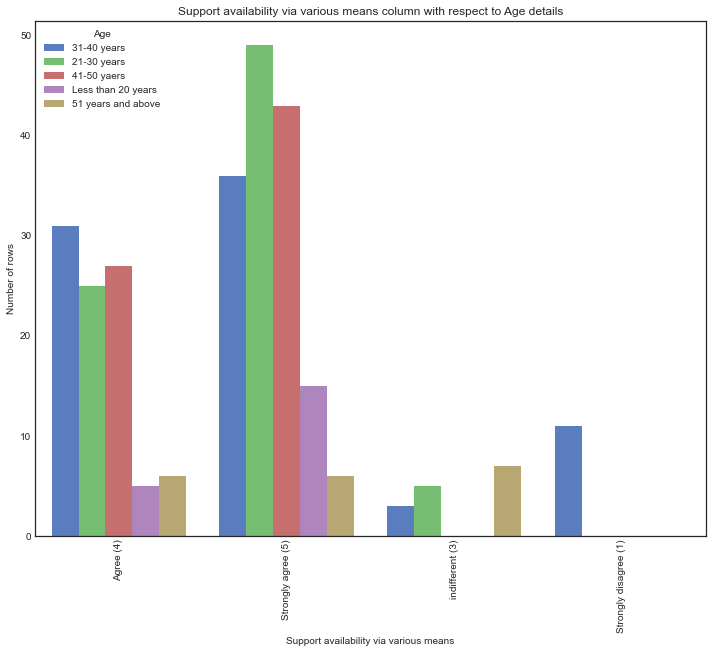 Support availability via various means column with respect to Age details
Age
31-40 years
21-30 years
41-50 yaers
Less than 20 years
51 years and above
50
40
30
20
10
0
Number of rows
Agree (4)
Strongly agree (5)
indifferent (3)
Strongly disagree (1)
Support availability via various means